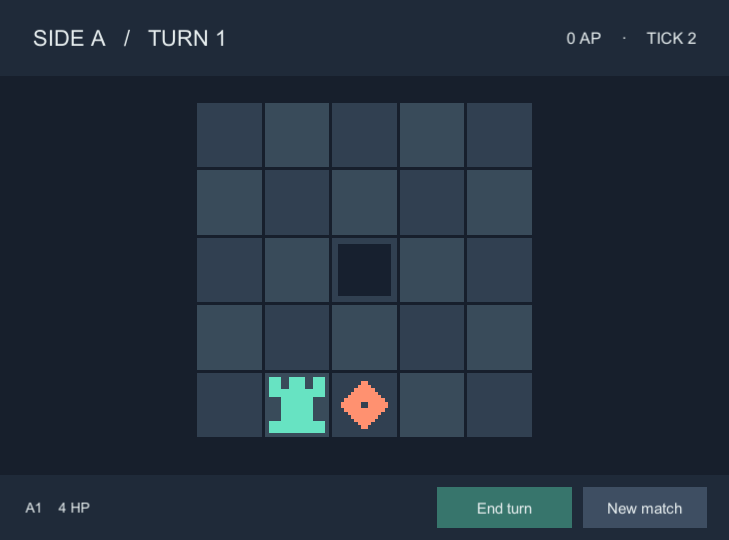 SIDE A / TURN 1
0 AP · TICK 2
A1 4 HP
End turn
New match